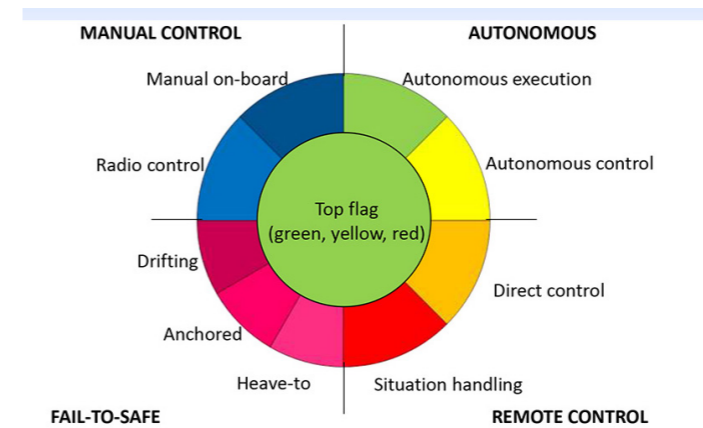 MANUAL CONTROL
AUTONOMOUS
Manual on-board
Autonomous execution
Radio control
Autonomous control
Top flag
(green, yellow, red)
Drifting
Direct control
Anchored
Heave-to
Situation handling
FAIL-TO-SAFE
REMOTE CONTROL